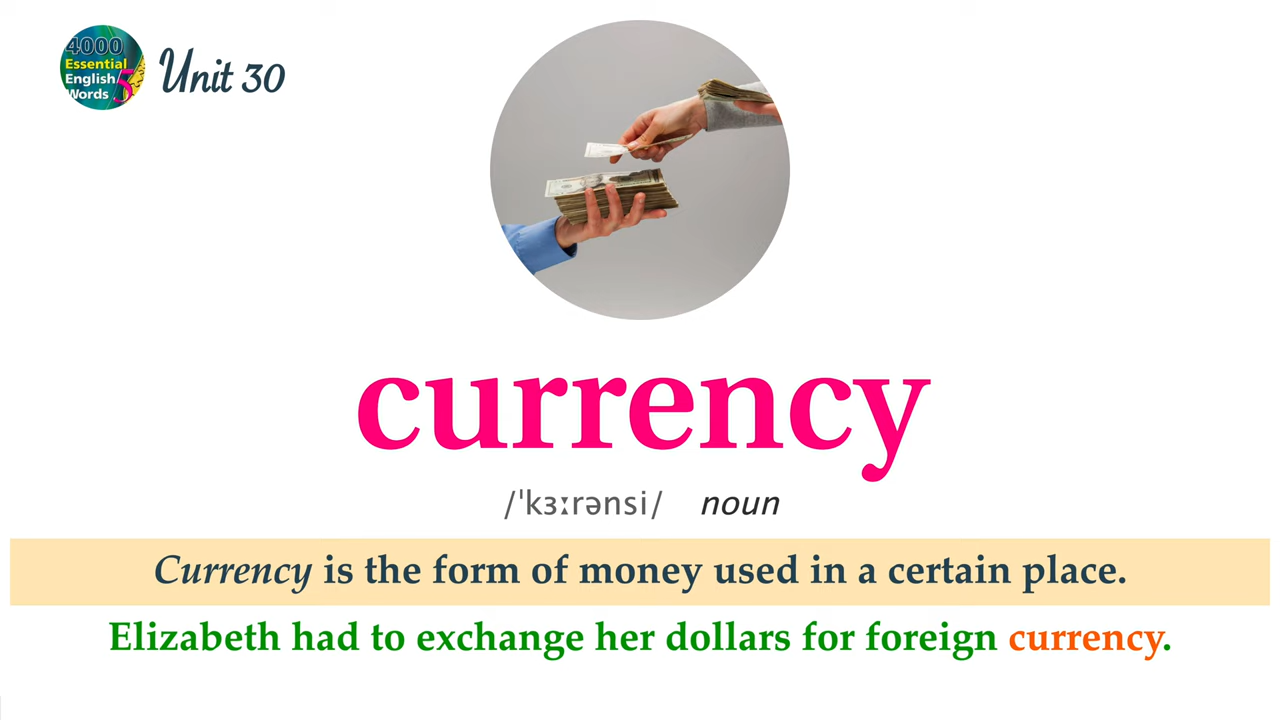 4000
Essential
English
Words 5
Unit 30
currency
/ˈkɜːrənsi/ noun
Currency is the form of money used in a certain place.
Elizabeth had to exchange her dollars for foreign currency.